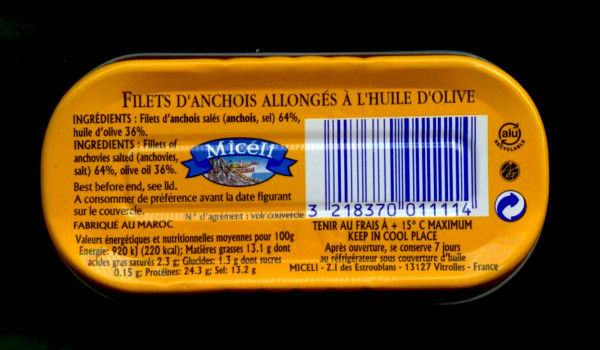 FILETS D'ANCHOIS ALLONGÉS À L'HUILE D'OLIVE
INGRÉDIENTS : Filets d'anchois salés (anchois, sel) 64%,
huile d'olive 36%.
INGREDIENTS : Fillets of
anchovies salted (anchovies,
salt) 64%, olive oil 36%.
Best before end, see lid.
A consommer de préférence avant la date figurant
sur le couvercle.
N° d'agrément : voir couvercle
FABRIQUÉ AU MAROC
Valeurs énergétiques et nutritionnelles moyennes pour 100g
Energie: 920 kJ (220 kcal); Matières grasses 13.1 g dont
acides gras saturés 2.3 g; Glucides: 1.3 g dont sucres
0.15 g; Protéines: 24.3 g; Sel: 13.2 g
Miceli
3 218370 011114
TENIR AU FRAIS À + 15° C MAXIMUM
KEEP IN COOL PLACE
Après ouverture, se conserve 7 jours
au réfrigérateur sous couverture d'huile
MICELI - Z.I des Estroublans - 13127 Vitrolles - France
alu
RECYCLABLE